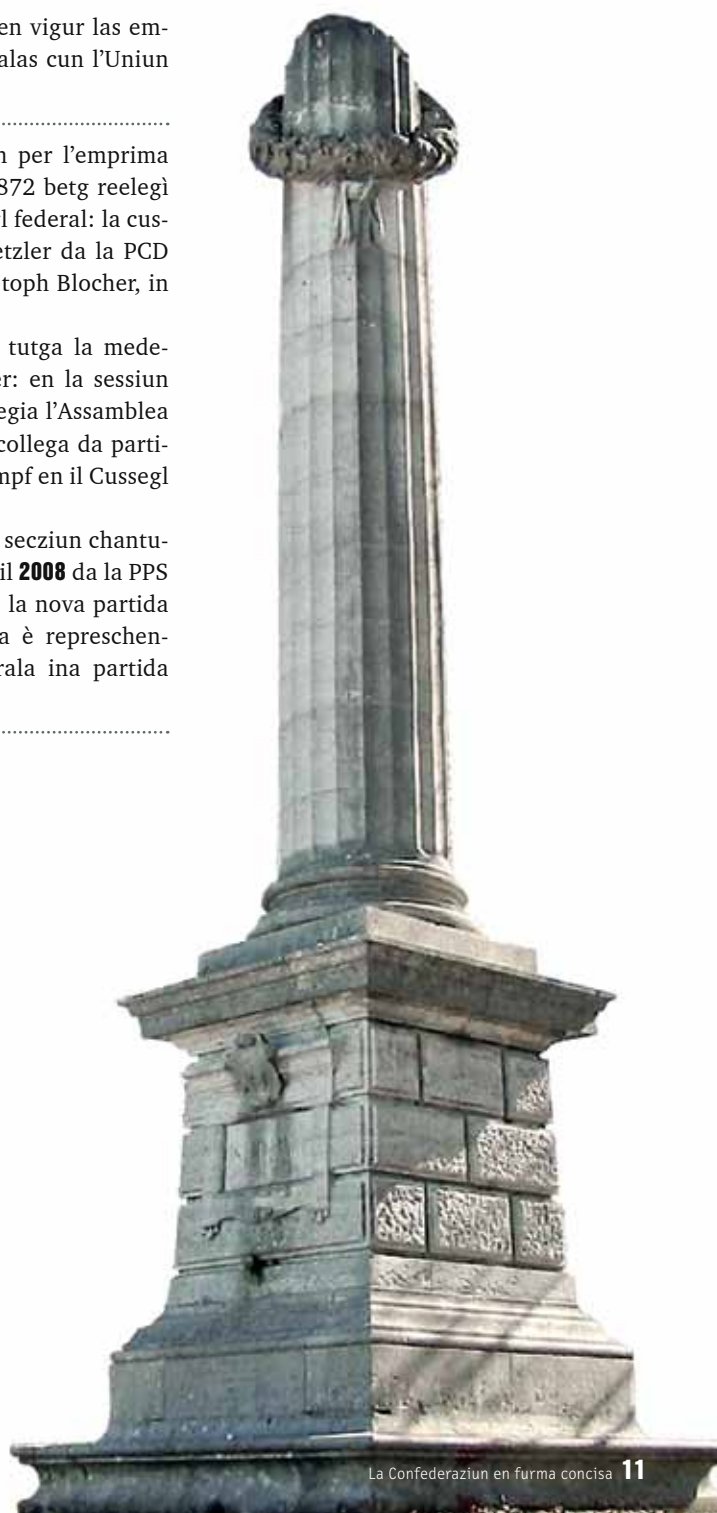 en vigur las em-
alas cun l’Uniun
per l’emprima
872 betg reelegì
l federal: la cus-
etzler da la PCD
toph Blocher, in
tutga la mede-
er: en la sessiun
egia l’Assamblea
collega da parti-
mpf en il Cussegl
secziun chantu-
il 2008 da la PPS
la nova partida
a è represchen-
rala ina partida
La Confederaziun en furma concisa 11